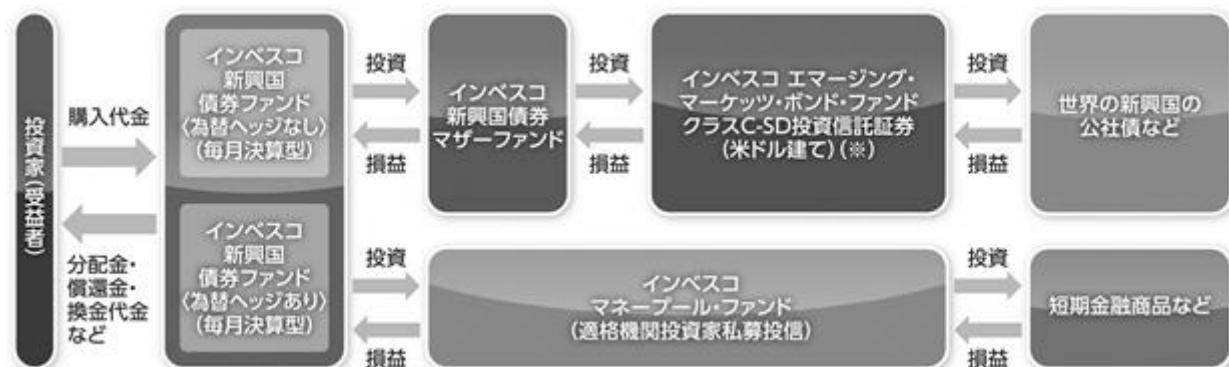 投資家(受益者)
購入代金
分配金・
償還金・
換金代金
など
インベスコ
新興国
債券ファンド
〈為替ヘッジなし〉
(毎月決算型)
インベスコ
新興国
債券ファンド
〈為替ヘッジあり〉
(毎月決算型)
投資
損益
インベスコ
新興国債券
マザーファンド
投資
損益
インベスコ エマージング・
マーケッツ・ボンド・ファンド
クラスC-SD投資信託証券
(米ドル建て)(※)
投資
損益
世界の新興国の
公社債など
投資
損益
インベスコ
マネープール・ファンド
(適格機関投資家私募投信)
投資
損益
短期金融商品など